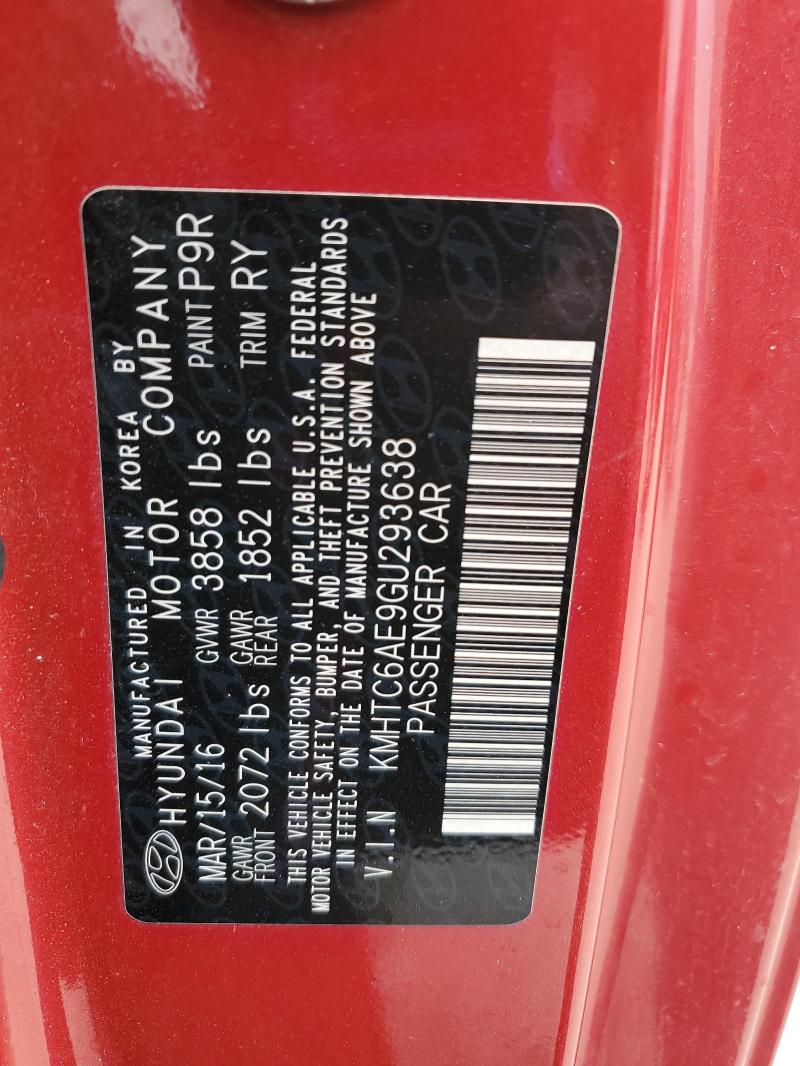 MANUFACTURED IN KOREA BY
HYUNDAI MOTOR COMPANY
MAR/15/16 GVWR 3858 lbs PAINT P9R
GAWR FRONT 2072 lbs GAWR REAR 1852 lbs TRIM RY
THIS VEHICLE CONFORMS TO ALL APPLICABLE U.S.A. FEDERAL
MOTOR VEHICLE SAFETY, BUMPER, AND THEFT PREVENTION STANDARDS
IN EFFECT ON THE DATE OF MANUFACTURE SHOWN ABOVE
V.I.N KMHTC6AE9GU293638
PASSENGER CAR